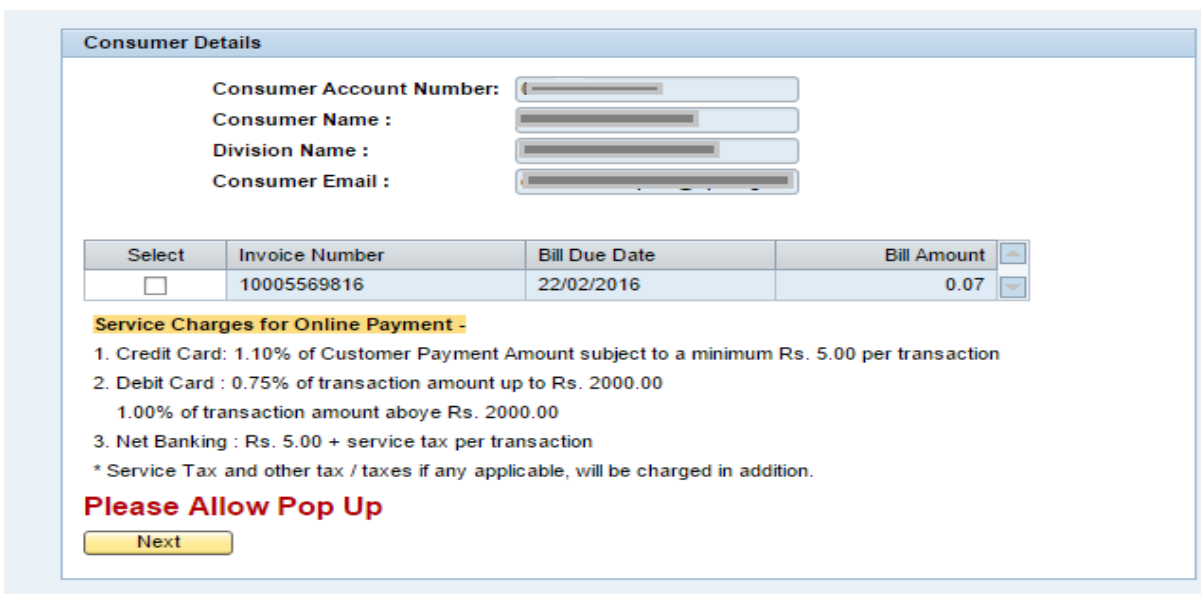 Consumer Details
Consumer Account Number:
Consumer Name :
Division Name :
Consumer Email :
Select Invoice Number Bill Due Date Bill Amount
10005569816 22/02/2016 0.07
Service Charges for Online Payment -
1. Credit Card: 1.10% of Customer Payment Amount subject to a minimum Rs. 5.00 per transaction
2. Debit Card : 0.75% of transaction amount up to Rs. 2000.00
1.00% of transaction amount aboye Rs. 2000.00
3. Net Banking : Rs. 5.00 + service tax per transaction
* Service Tax and other tax / taxes if any applicable, will be charged in addition.
Please Allow Pop Up
Next